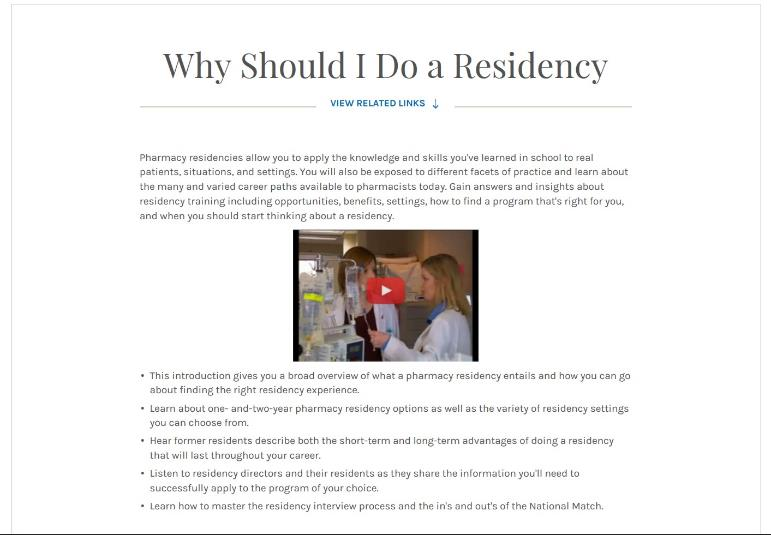 Why Should I Do a Residency
VIEW RELATED LINKS ↓
Pharmacy residencies allow you to apply the knowledge and skills you've learned in school to real
patients, situations, and settings. You will also be exposed to different facets of practice and learn about
the many and varied career paths available to pharmacists today. Gain answers and insights about
residency training including opportunities, benefits, settings, how to find a program that's right for you,
and when you should start thinking about a residency.
• This introduction gives you a broad overview of what a pharmacy residency entails and how you can go
about finding the right residency experience.
• Learn about one- and-two-year pharmacy residency options as well as the variety of residency settings
you can choose from.
• Hear former residents describe both the short-term and long-term advantages of doing a residency
that will last throughout your career.
• Listen to residency directors and their residents as they share the information you'll need to
successfully apply to the program of your choice.
• Learn how to master the residency interview process and the in's and out's of the National Match.